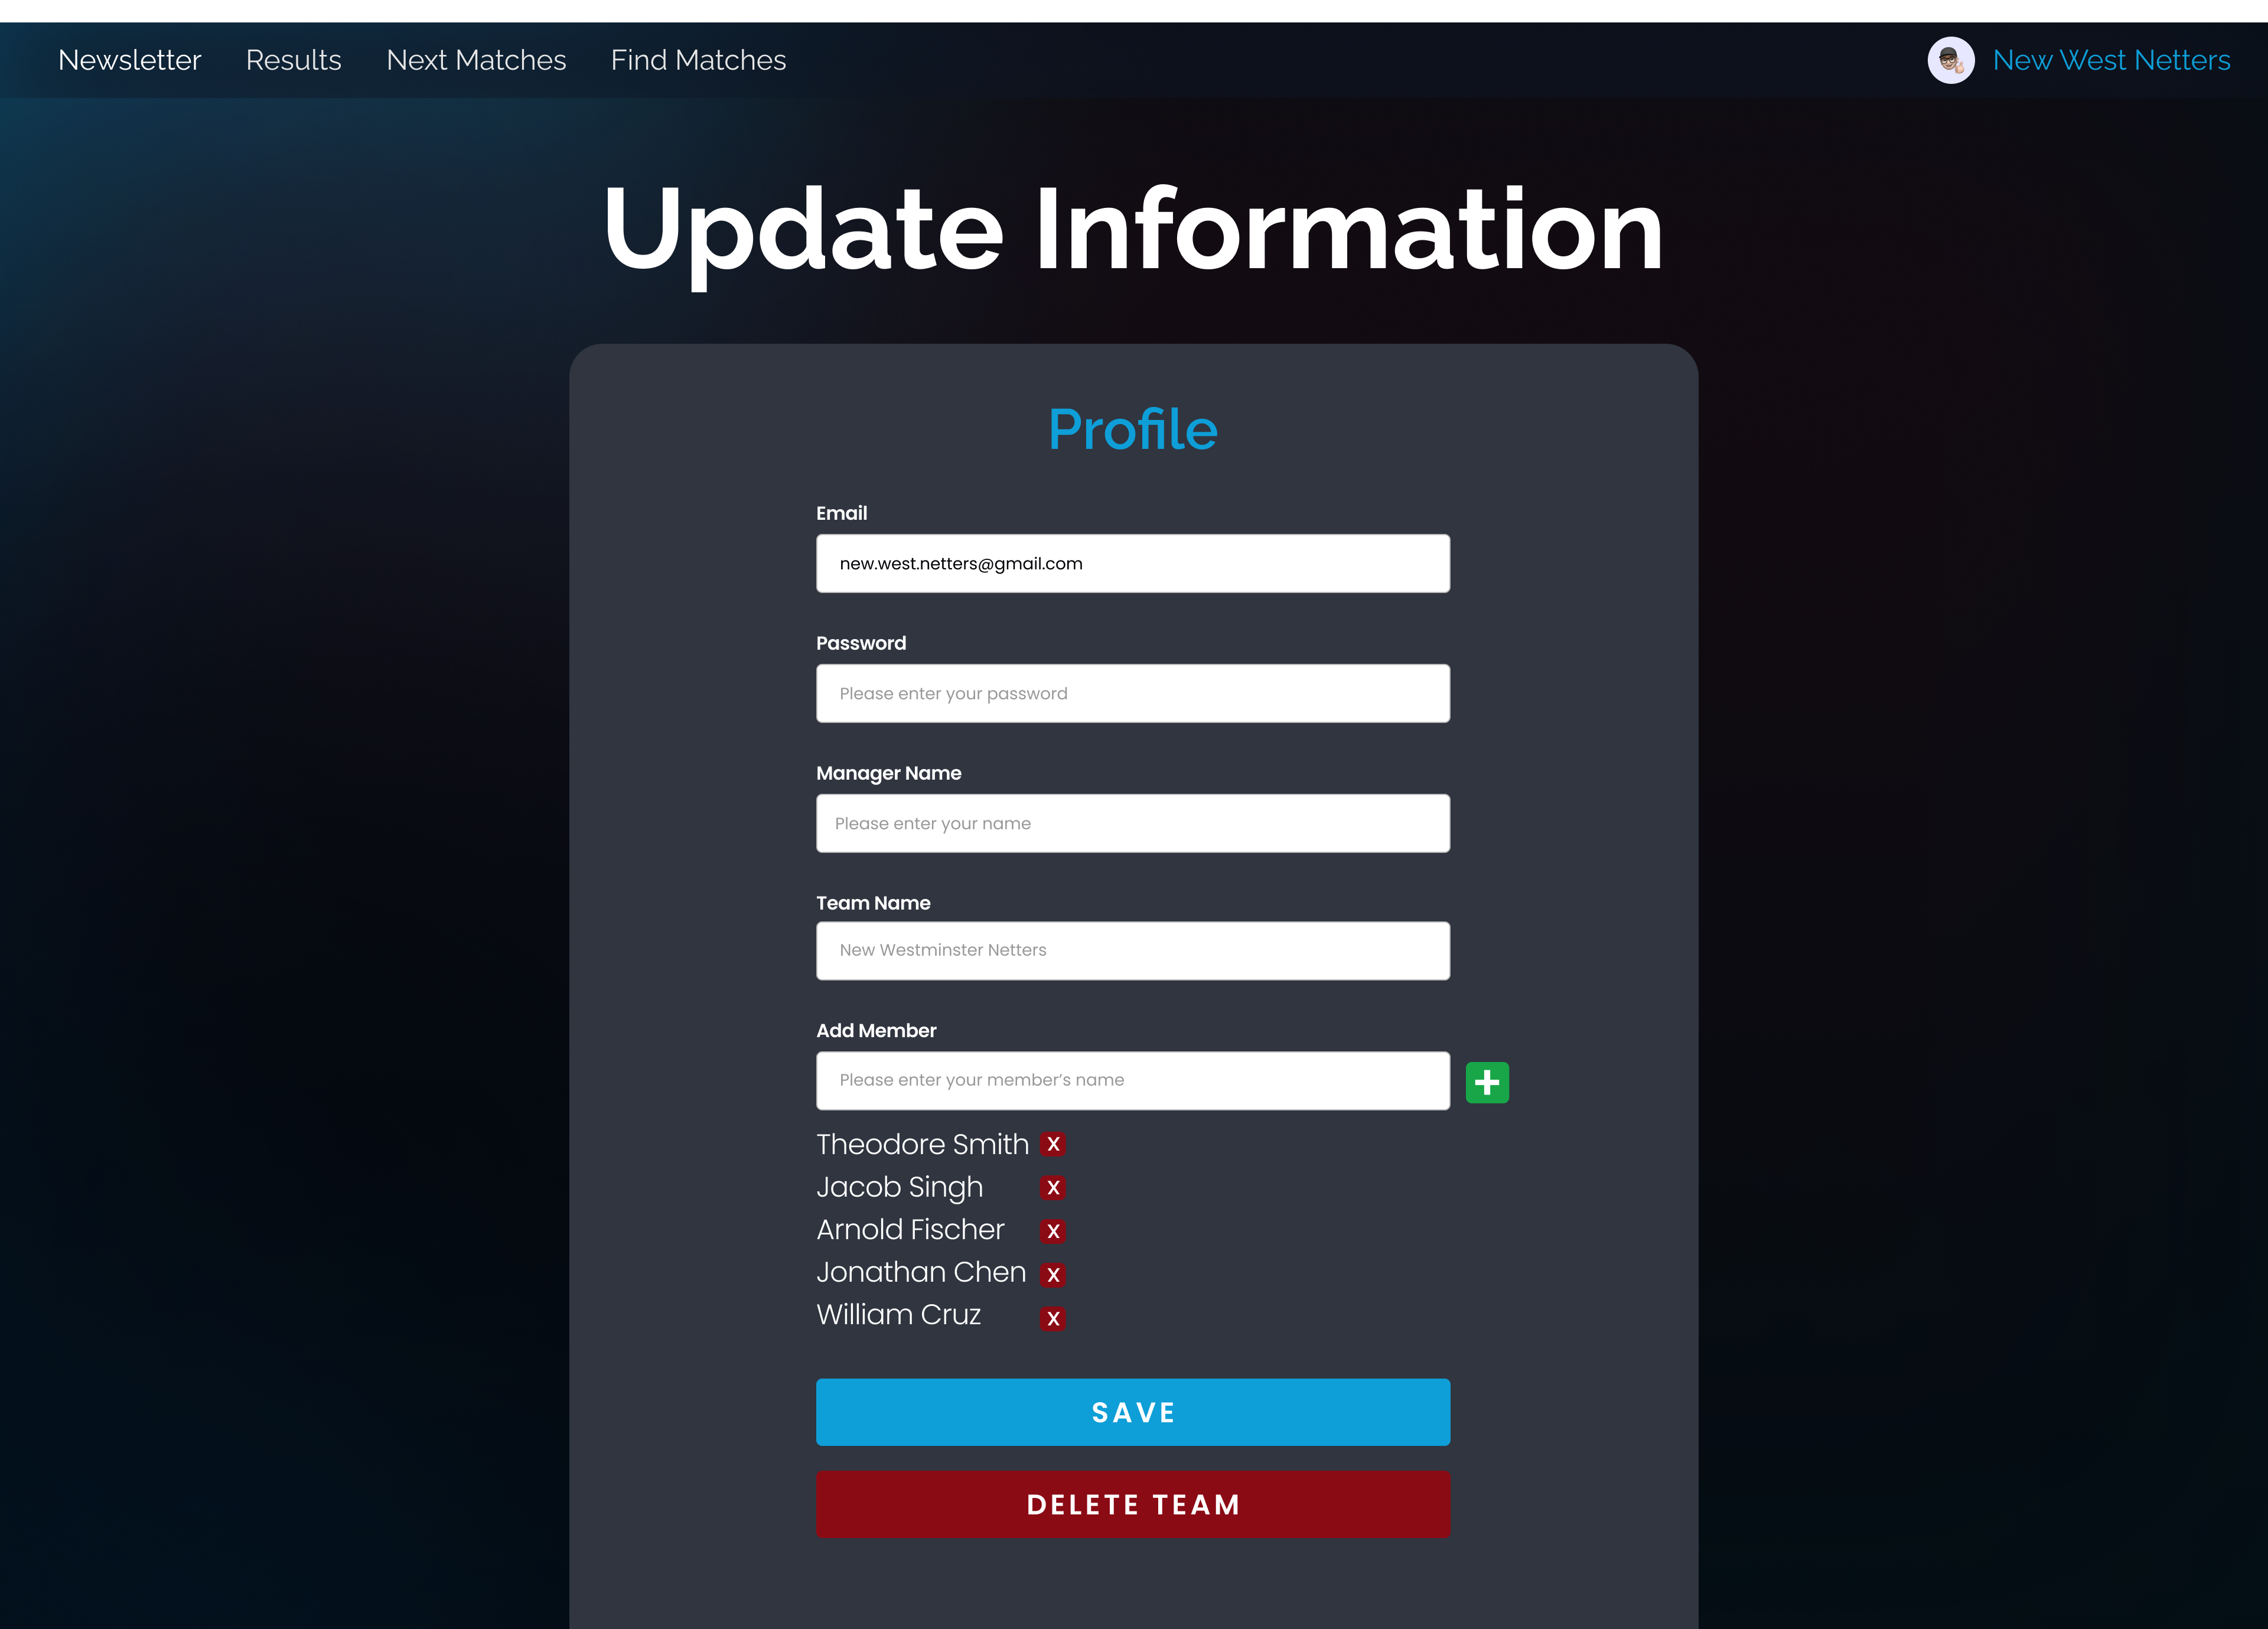 Newsletter Results Next Matches Find Matches New West Netters
Update Information
Profile
Email
new.west.netters@gmail.com
Password
Please enter your password
Manager Name
Please enter your name
Team Name
New Westminster Netters
Add Member
Please enter your member’s name
Theodore Smith X
Jacob Singh X
Arnold Fischer X
Jonathan Chen X
William Cruz X
SAVE
DELETE TEAM